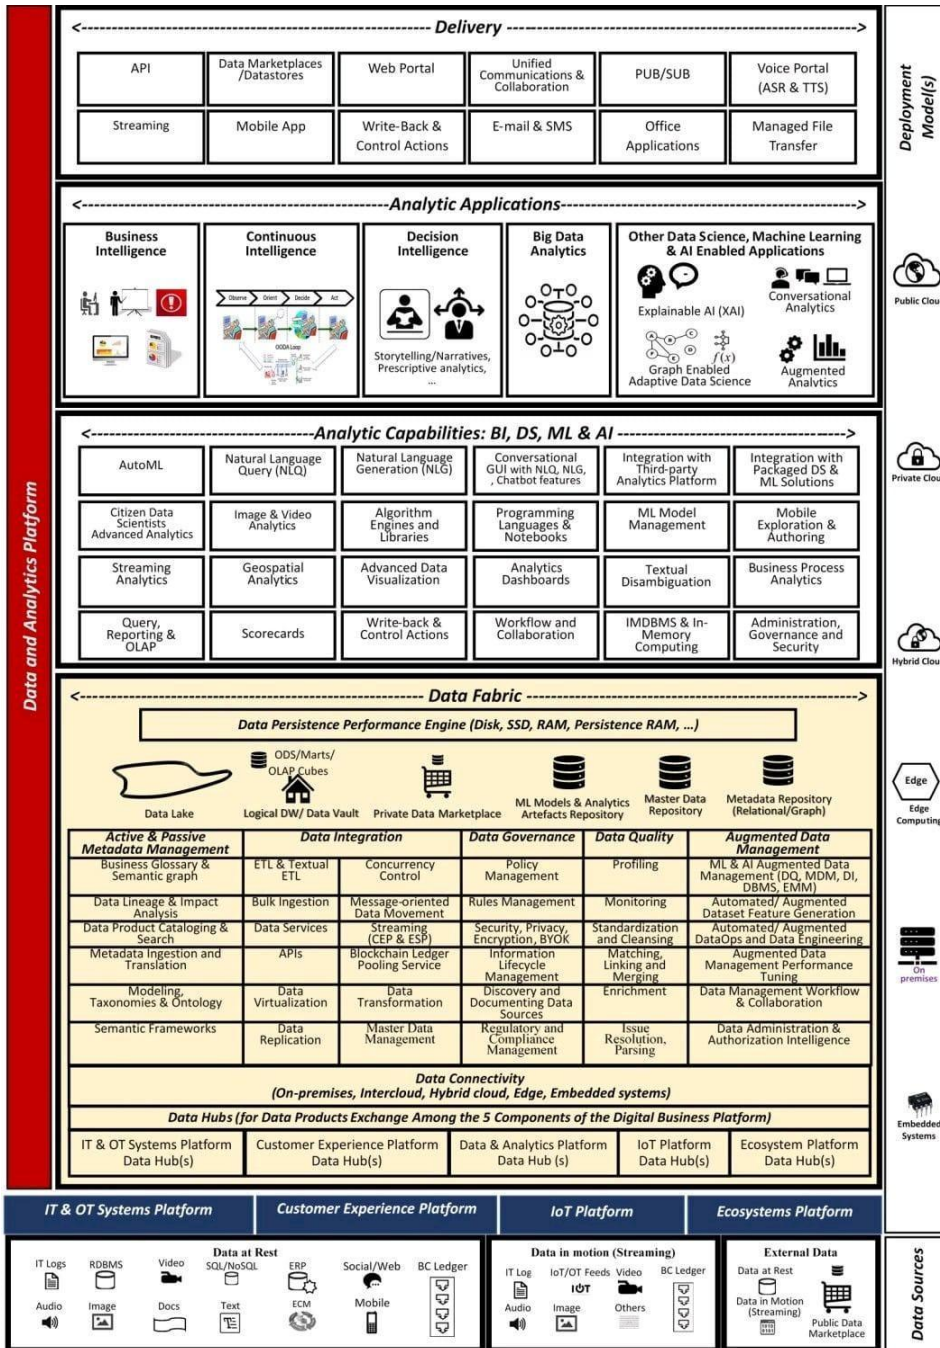 <---------------------------------- Delivery ---------------------------------->
API
Data Marketplaces
/Datastores
Web Portal
Unified
Communications &
Collaboration
PUB/SUB
Voice Portal
(ASR & TTS)
Streaming
Mobile App
Write-Back &
Control Actions
E-mail & SMS
Office
Applications
Managed File
Transfer
<------------------------------Analytic Applications------------------------------>
Business
Intelligence
Continuous
Intelligence
Observe
Orient
Decide
Act
OODA Loop
Decision
Intelligence
Storytelling/Narratives,
Prescriptive analytics,
...
Big Data
Analytics
Other Data Science, Machine Learning
& AI Enabled Applications
Explainable AI (XAI)
Conversational
Analytics
A
B
C
F
E
D
f(x)
Graph Enabled
Adaptive Data Science
Augmented
Analytics
<----------------------Analytic Capabilities: BI, DS, ML & AI ---------------------->
AutoML
Natural Language
Query (NLQ)
Natural Language
Generation (NLG)
Conversational
GUI with NLQ, NLG,
, Chatbot features
Integration with
Third-party
Analytics Platform
Integration with
Packaged DS &
ML Solutions
Citizen Data
Scientists
Advanced Analytics
Image & Video
Analytics
Algorithm
Engines and
Libraries
Programming
Languages &
Notebooks
ML Model
Management
Mobile
Exploration &
Authoring
Streaming
Analytics
Geospatial
Analytics
Advanced Data
Visualization
Analytics
Dashboards
Textual
Disambiguation
Business Process
Analytics
Query,
Reporting &
OLAP
Scorecards
Write-back &
Control Actions
Workflow and
Collaboration
IMDBMS & In-
Memory
Computing
Administration,
Governance and
Security
<---------------------------------- Data Fabric ---------------------------------->
Data Persistence Performance Engine (Disk, SSD, RAM, Persistence RAM, ...)
Data Lake
ODS/Marts/
OLAP Cubes
Logical DW/ Data Vault
Private Data Marketplace
ML Models & Analytics
Artefacts Repository
Master Data
Repository
Metadata Repository
(Relational/Graph)
Active & Passive
Metadata Management
Data Integration
Data Governance
Data Quality
Augmented Data
Management
Business Glossary &
Semantic graph
ETL & Textual
ETL
Concurrency
Control
Policy
Management
Profiling
ML & AI Augmented Data
Management (DQ, MDM, DI,
DBMS, EMM)
Data Lineage & Impact
Analysis
Bulk Ingestion
Message-oriented
Data Movement
Rules Management
Monitoring
Automated/ Augmented
Dataset Feature Generation
Data Product Cataloging &
Search
Data Services
Streaming
(CEP & ESP)
Security, Privacy,
Encryption, BYOK
Standardization
and Cleansing
Automated/ Augmented
DataOps and Data Engineering
Metadata Ingestion and
Translation
APIs
Blockchain Ledger
Pooling Service
Information
Lifecycle
Management
Matching,
Linking and
Merging
Augmented Data
Management Performance
Tuning
Modeling,
Taxonomies & Ontology
Data
Virtualization
Data
Transformation
Discovery and
Documenting Data
Sources
Enrichment
Data Management Workflow
& Collaboration
Semantic Frameworks
Data
Replication
Master Data
Management
Regulatory and
Compliance
Management
Issue
Resolution,
Parsing
Data Administration &
Authorization Intelligence
Data Connectivity
(On-premises, Intercloud, Hybrid cloud, Edge, Embedded systems)
Data Hubs (for Data Products Exchange Among the 5 Components of the Digital Business Platform)
IT & OT Systems Platform
Data Hub(s)
Customer Experience Platform
Data Hub(s)
Data & Analytics Platform
Data Hub (s)
IoT Platform
Data Hub(s)
Ecosystem Platform
Data Hub(s)
Data and Analytics Platform
Deployment
Model(s)
Public Cloud
Private Cloud
Hybrid Cloud
Edge
Edge
Computing
On
premises
Embedded
Systems
IT & OT Systems Platform
Customer Experience Platform
IoT Platform
Ecosystems Platform
Data at Rest
IT Logs
RDBMS
Video
SQL/NoSQL
ERP
Social/Web
BC Ledger
Audio
Image
Docs
Text
ECM
Mobile
Data in motion (Streaming)
IT Log
IoT/OT Feeds
Video
BC Ledger
Audio
Image
Others
External Data
Data at Rest
Data in Motion
(Streaming)
Public Data
Marketplace
Data Sources